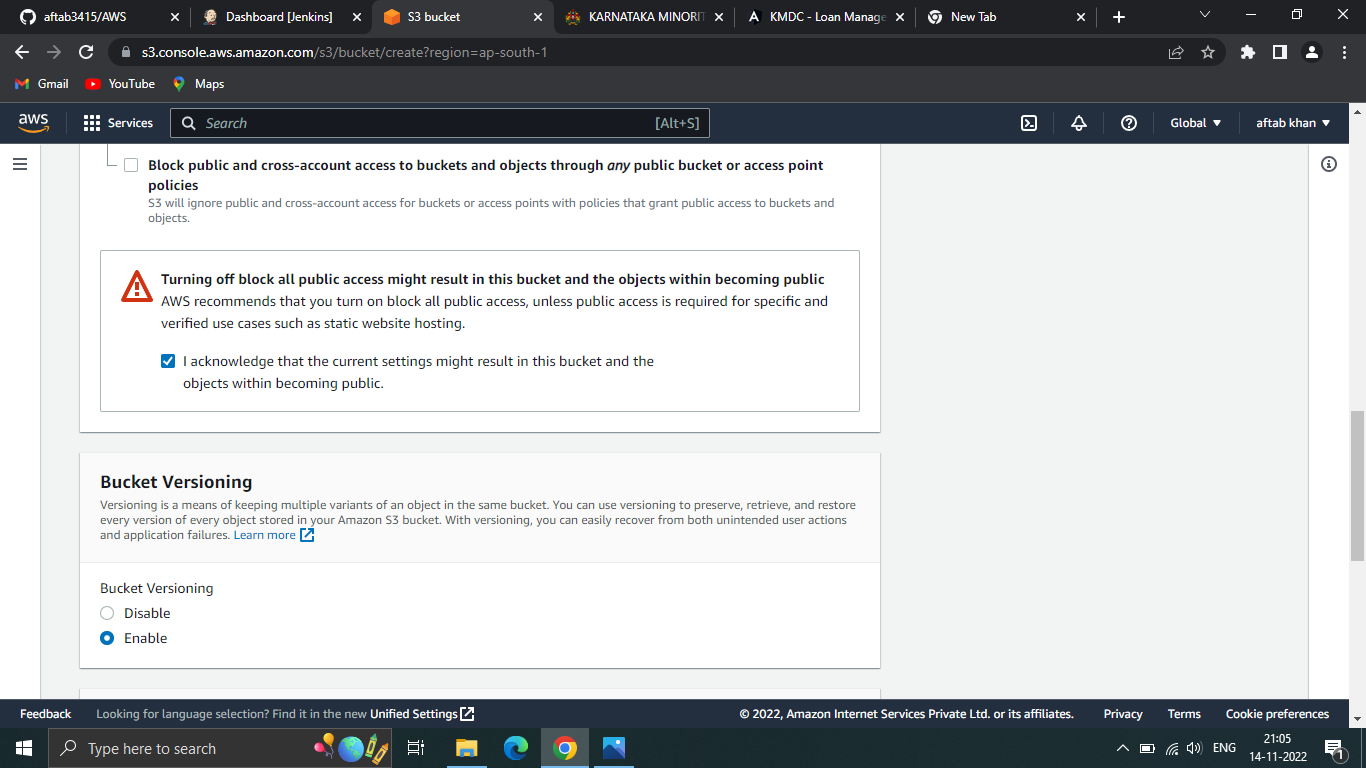 aftab3415/AWS
Dashboard [Jenkins]
S3 bucket
KARNATAKA MINORIT
KMDC - Loan Manage
New Tab
s3.console.aws.amazon.com/s3/bucket/create?region=ap-south-1
Gmail
YouTube
Maps
aws
Services
Search
[Alt+S]
Global
aftab khan
Block public and cross-account access to buckets and objects through any public bucket or access point
policies
S3 will ignore public and cross-account access for buckets or access points with policies that grant public access to buckets and
objects.
Turning off block all public access might result in this bucket and the objects within becoming public
AWS recommends that you turn on block all public access, unless public access is required for specific and
verified use cases such as static website hosting.
I acknowledge that the current settings might result in this bucket and the
objects within becoming public.
Bucket Versioning
Versioning is a means of keeping multiple variants of an object in the same bucket. You can use versioning to preserve, retrieve, and restore
every version of every object stored in your Amazon S3 bucket. With versioning, you can easily recover from both unintended user actions
and application failures. Learn more
Bucket Versioning
Disable
Enable
Feedback
Looking for language selection? Find it in the new Unified Settings
© 2022, Amazon Internet Services Private Ltd. or its affiliates.
Privacy
Terms
Cookie preferences
Type here to search
ENG
21:05
14-11-2022
1